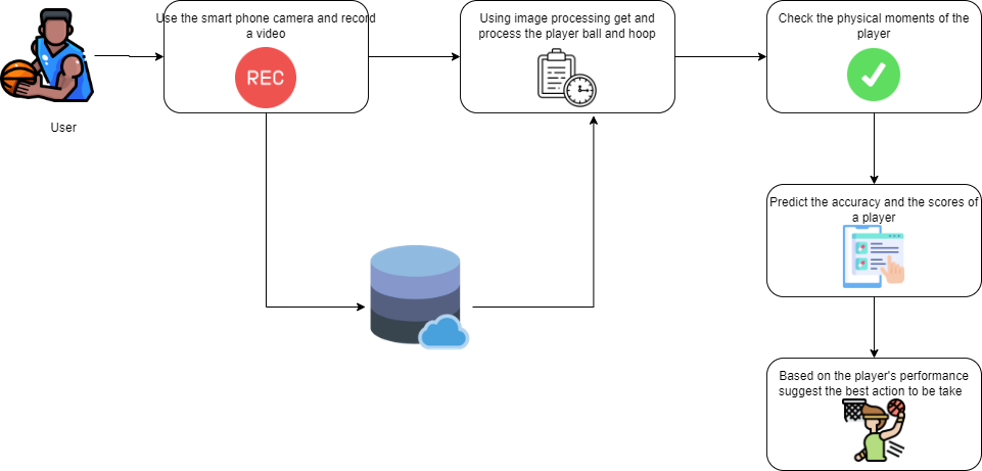 Use the smart phone camera and record
a video
REC
User
Using image processing get and
process the player ball and hoop
Check the physical moments of the
player
Predict the accuracy and the scores of
a player
Based on the player's performance
suggest the best action to be take